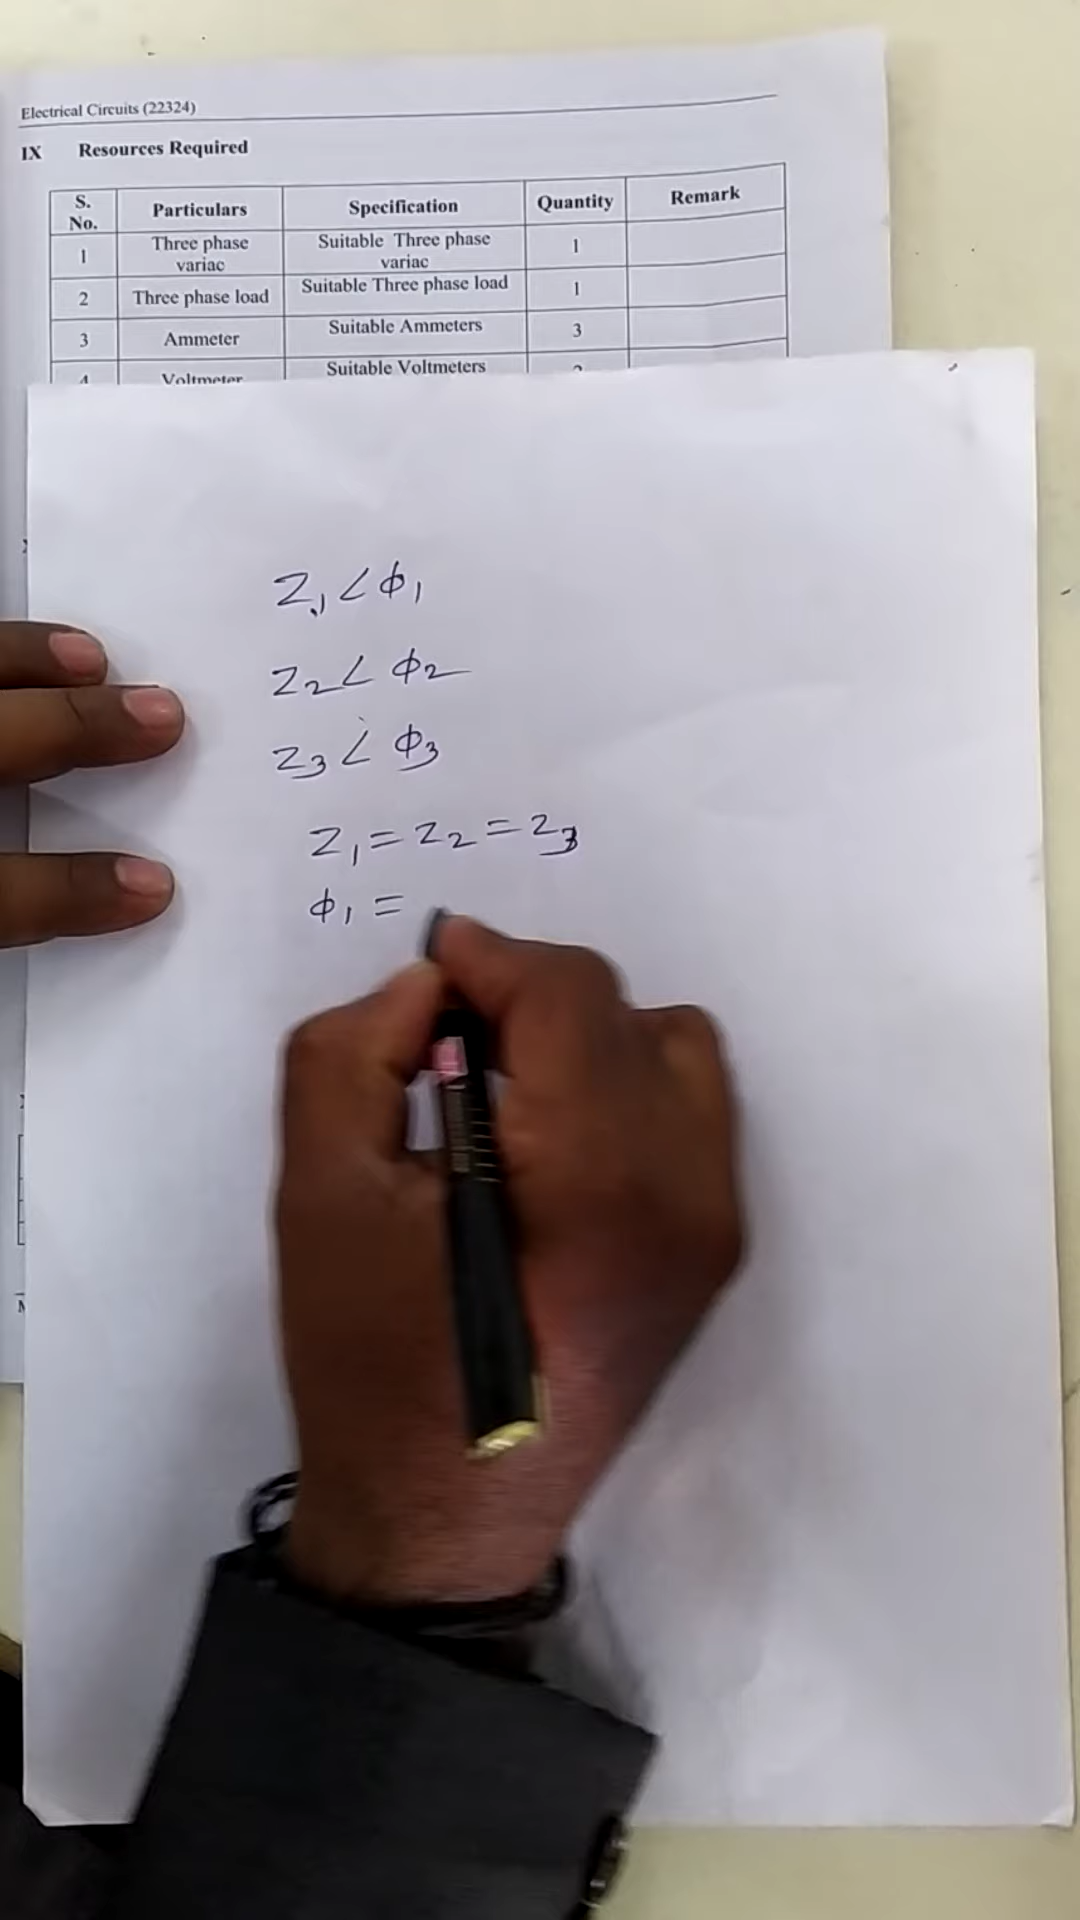 Electrical Circuits (22324)
IX Resources Required
S. No. Particulars Specification Quantity Remark
1 Three phase variac Suitable Three phase variac 1
2 Three phase load Suitable Three phase load 1
3 Ammeter Suitable Ammeters 3
4 Voltmeter Suitable Voltmeters
Z₁∠ϕ₁
Z₂∠ϕ₂
Z₃∠ϕ₃
Z₁=Z₂=Z₃
ϕ₁=